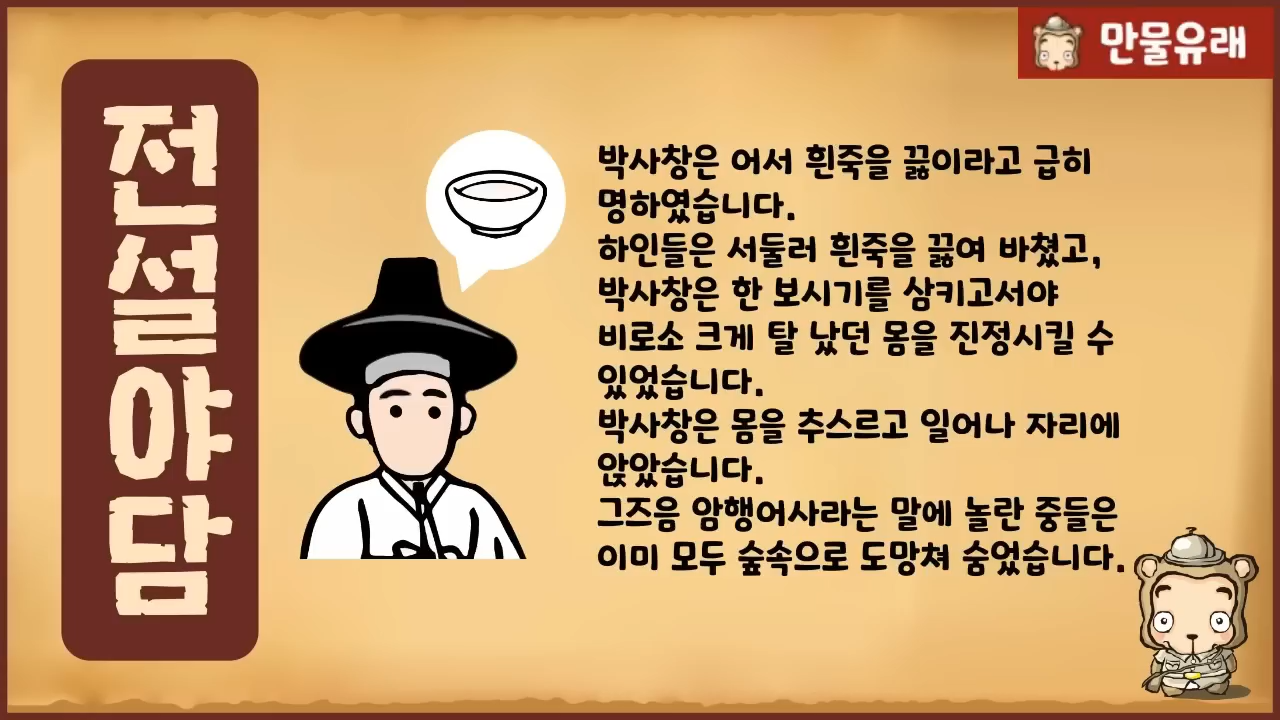 만물유래
전설야담
박사창은 어서 흰죽을 끓이라고 급히
명하였습니다.
하인들은 서둘러 흰죽을 끓여 바쳤고,
박사창은 한 보시기를 삼키고서야
비로소 크게 탈 났던 몸을 진정시킬 수
있었습니다.
박사창은 몸을 추스르고 일어나 자리에
앉았습니다.
그즈음 암행어사라는 말에 놀란 중들은
이미 모두 숲속으로 도망쳐 숨었습니다.